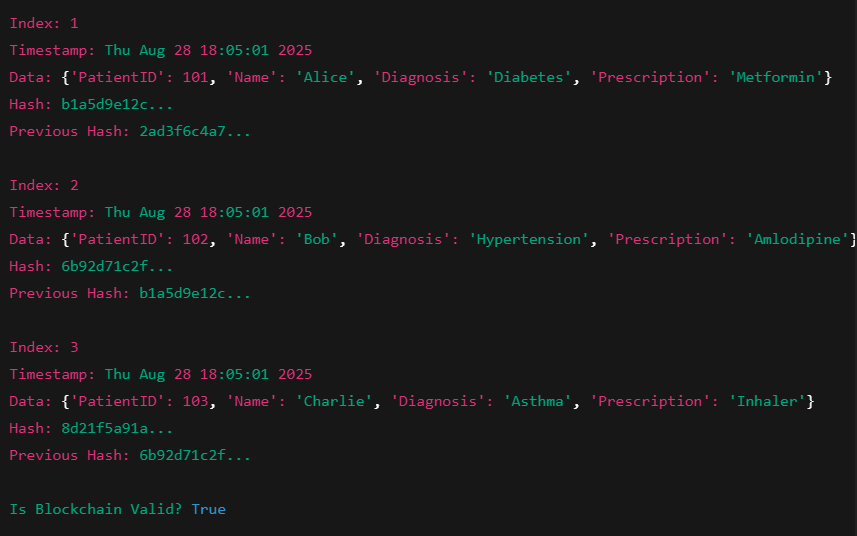 Index: 1
Timestamp: Thu Aug 28 18:05:01 2025
Data: {'PatientID': 101, 'Name': 'Alice', 'Diagnosis': 'Diabetes', 'Prescription': 'Metformin'}
Hash: b1a5d9e12c...
Previous Hash: 2ad3f6c4a7...
Index: 2
Timestamp: Thu Aug 28 18:05:01 2025
Data: {'PatientID': 102, 'Name': 'Bob', 'Diagnosis': 'Hypertension', 'Prescription': 'Amlodipine'}
Hash: 6b92d71c2f...
Previous Hash: b1a5d9e12c...
Index: 3
Timestamp: Thu Aug 28 18:05:01 2025
Data: {'PatientID': 103, 'Name': 'Charlie', 'Diagnosis': 'Asthma', 'Prescription': 'Inhaler'}
Hash: 8d21f5a91a...
Previous Hash: 6b92d71c2f...
Is Blockchain Valid? True